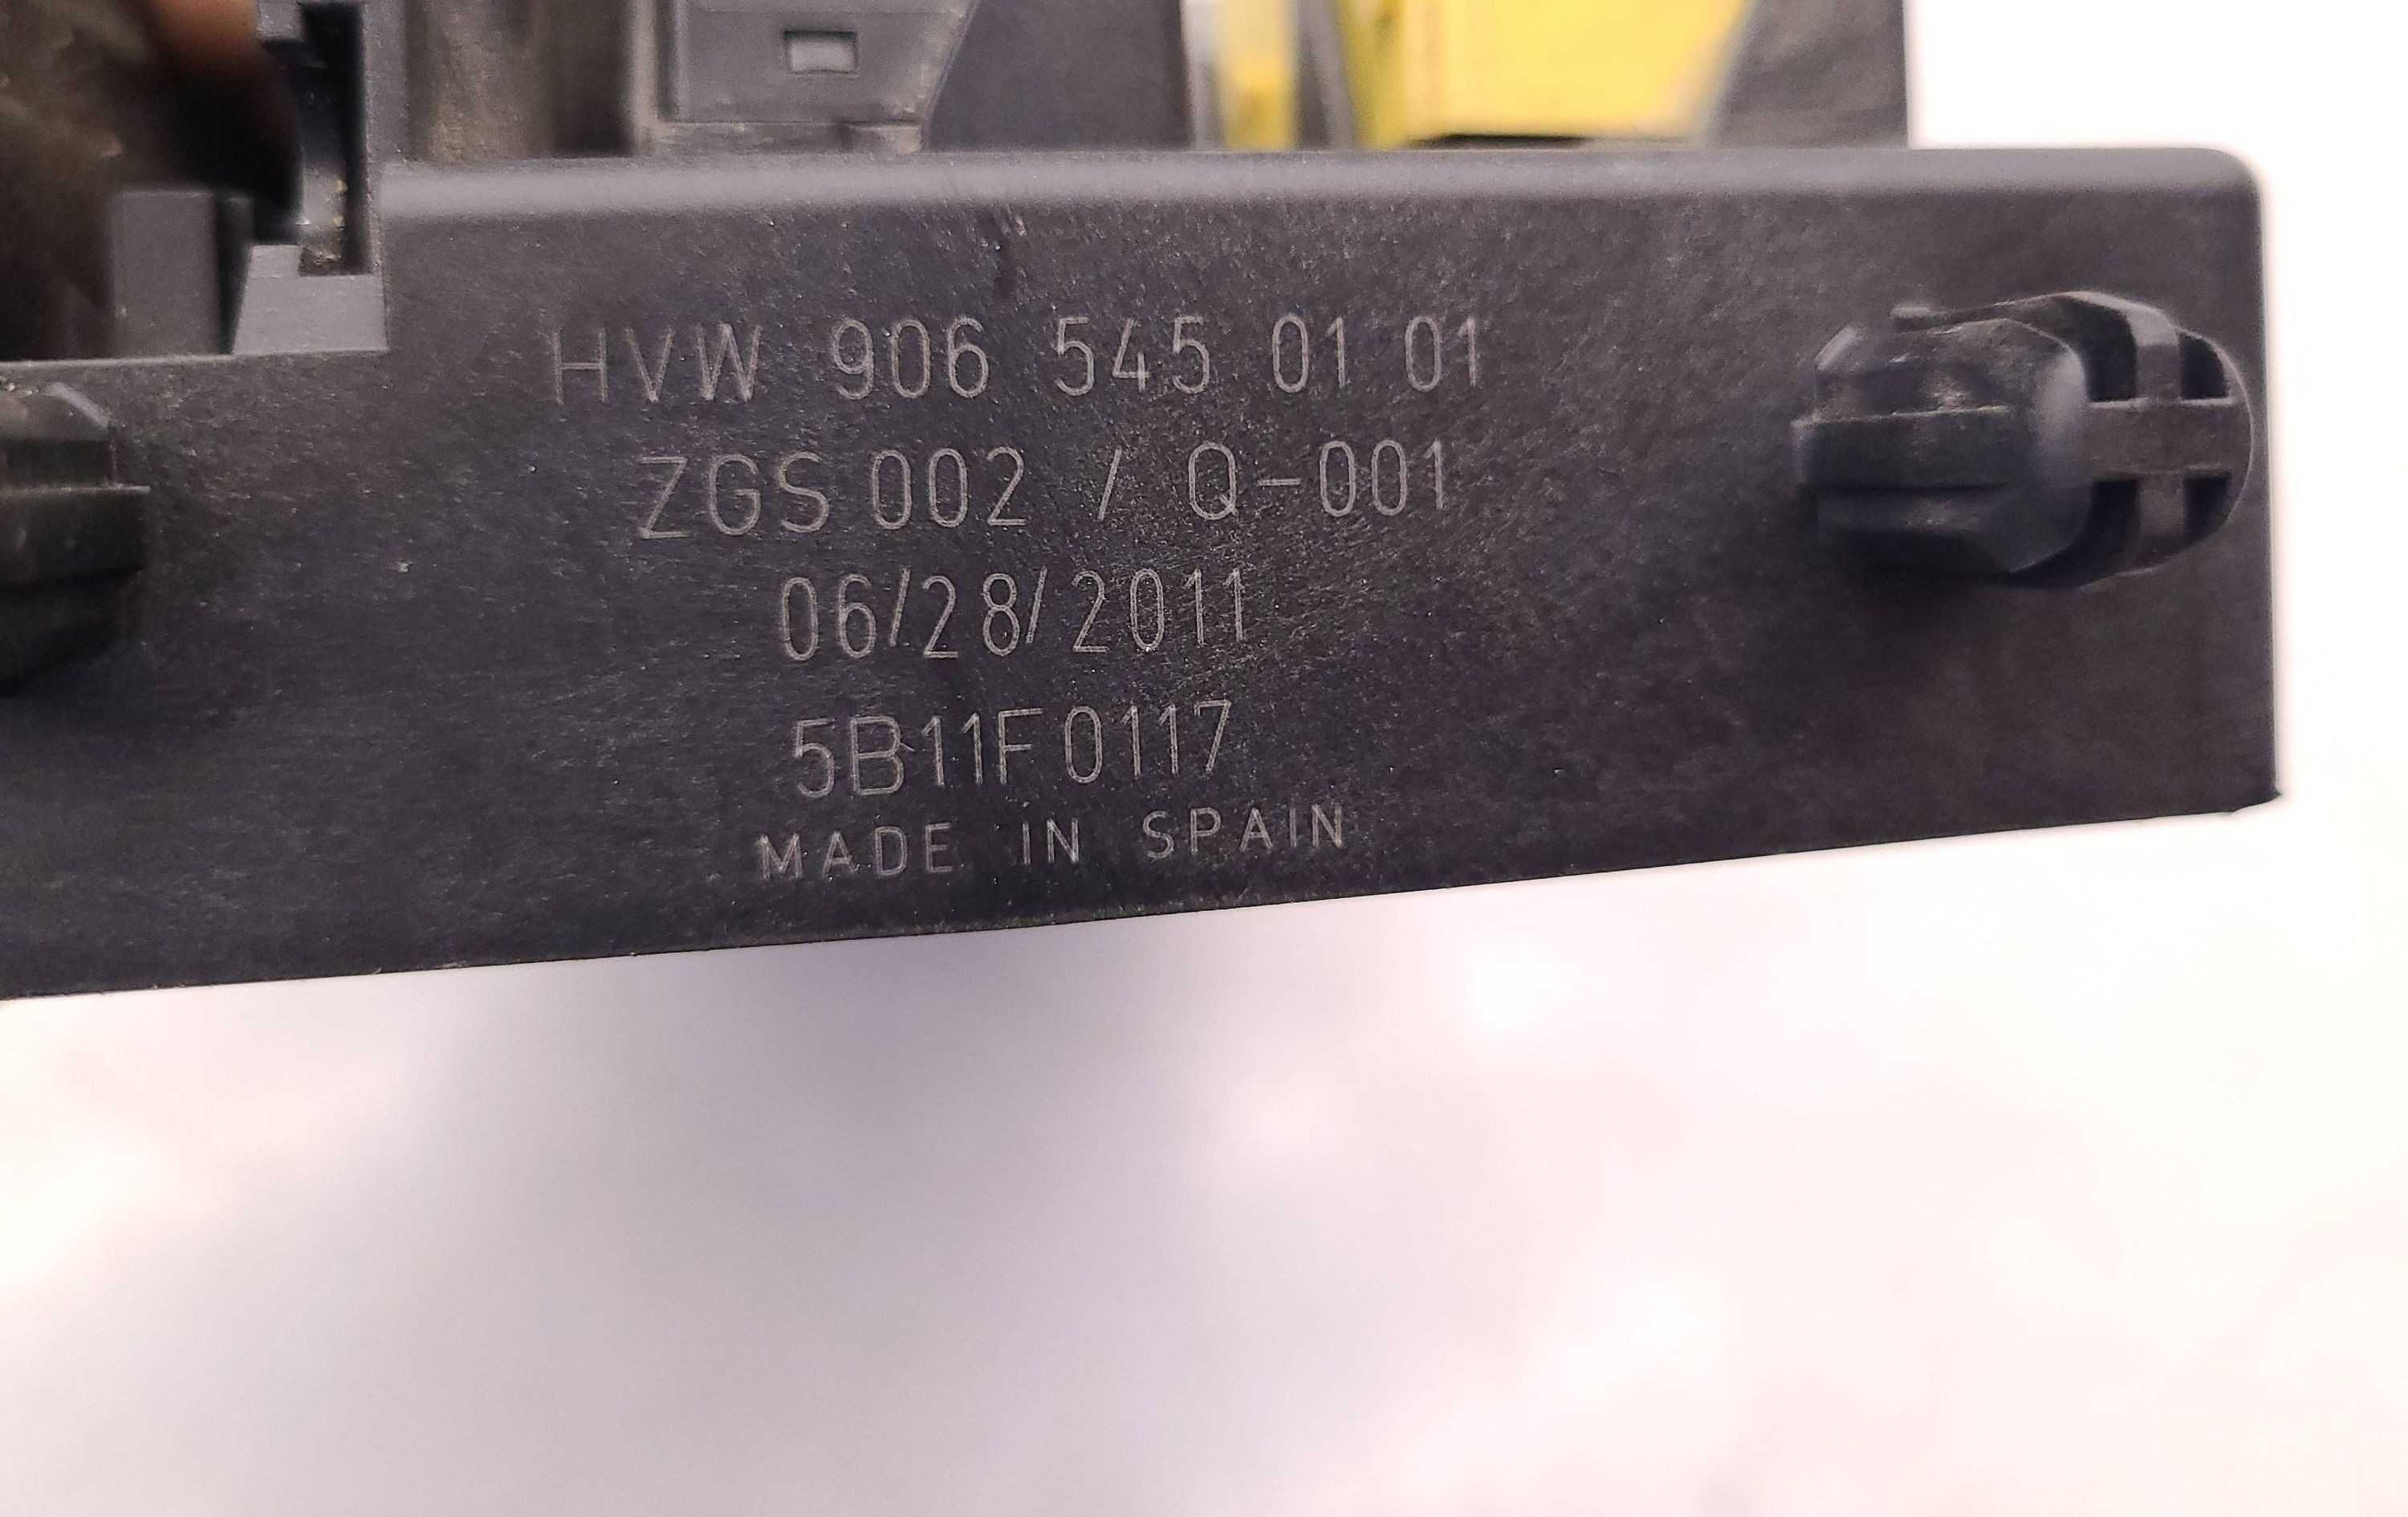 HVW 906 545 01 01
ZGS 002 / Q-001
06/28/2011
5B11F0117
MADE IN SPAIN